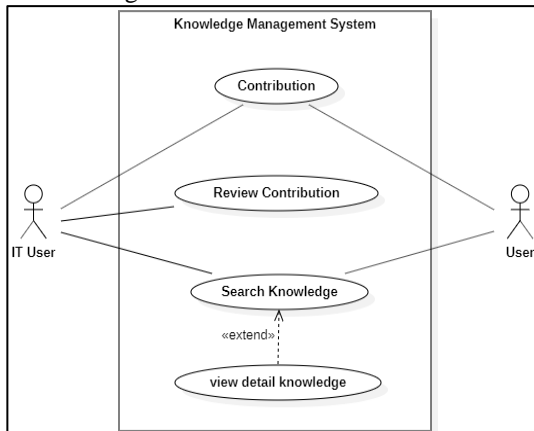 Knowledge Management System
Contribution
Review Contribution
IT User
User
Search Knowledge
«extend»
view detail knowledge